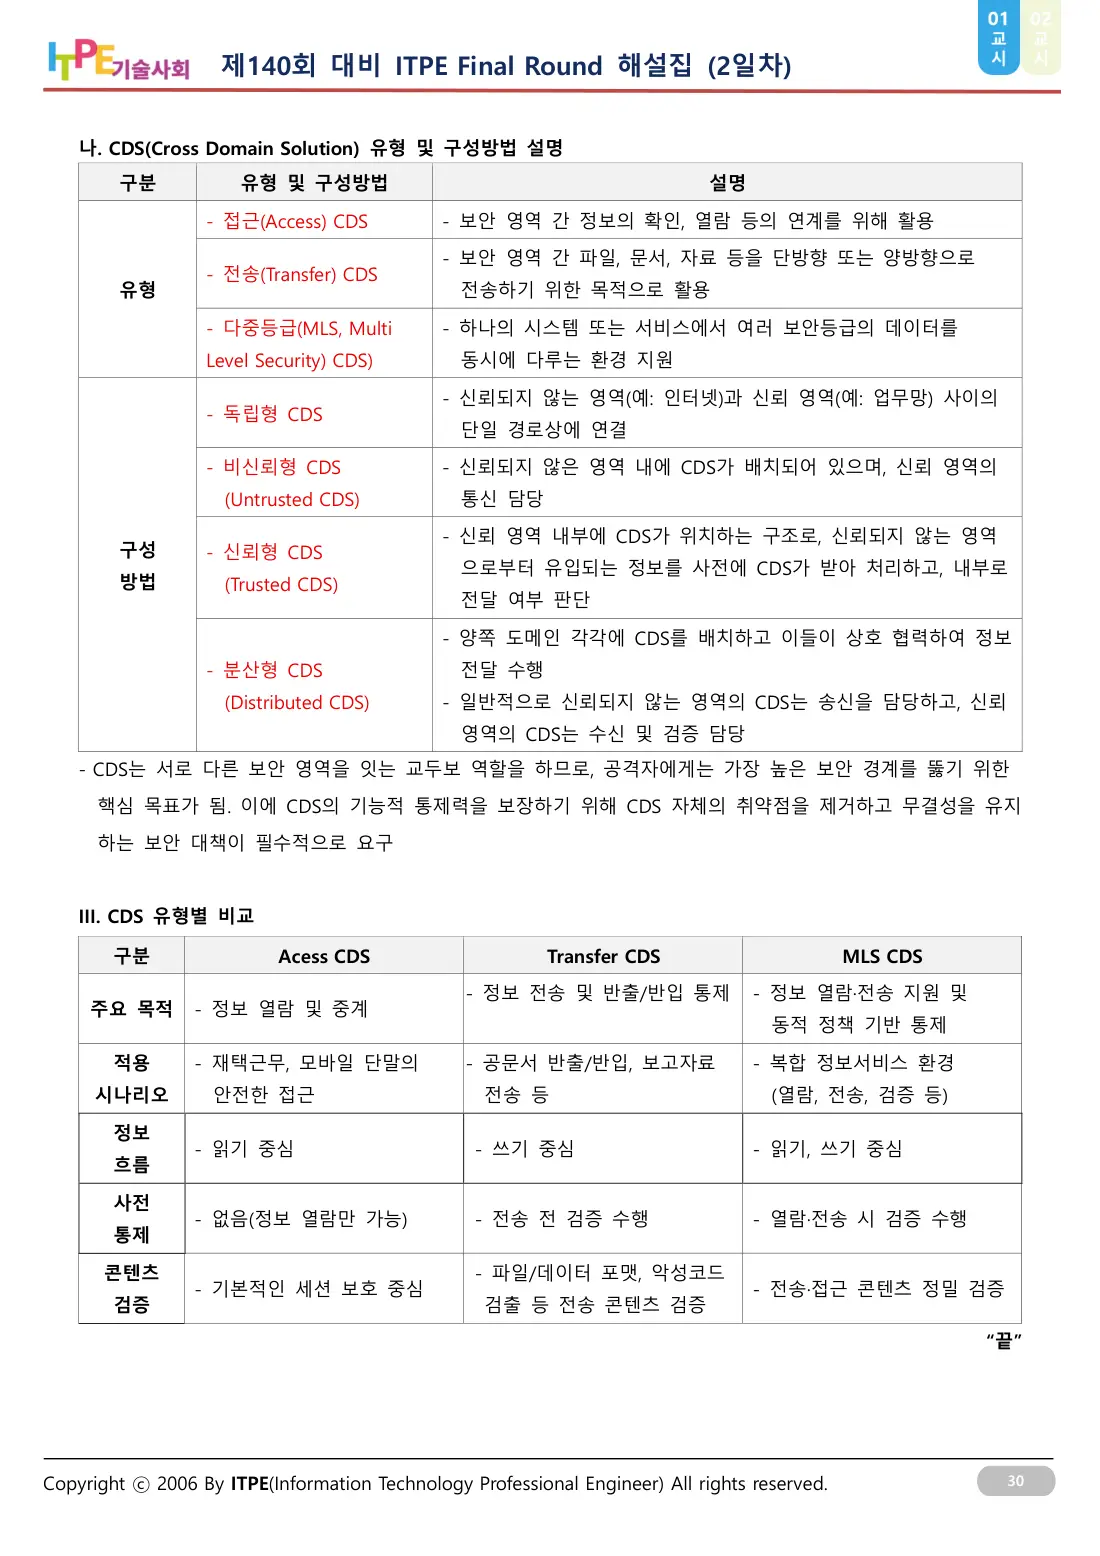 ITPE기술사회 제140회 대비 ITPE Final Round 해설집 (2일차)
01 교시
02 교시
나. CDS(Cross Domain Solution) 유형 및 구성방법 설명
구분 유형 및 구성방법 설명
유형
- 접근(Access) CDS
- 보안 영역 간 정보의 확인, 열람 등의 연계를 위해 활용
- 전송(Transfer) CDS
- 보안 영역 간 파일, 문서, 자료 등을 단방향 또는 양방향으로
전송하기 위한 목적으로 활용
- 다중등급(MLS, Multi
Level Security) CDS)
- 하나의 시스템 또는 서비스에서 여러 보안등급의 데이터를
동시에 다루는 환경 지원
구성
방법
- 독립형 CDS
- 신뢰되지 않는 영역(예: 인터넷)과 신뢰 영역(예: 업무망) 사이의
단일 경로상에 연결
- 비신뢰형 CDS
(Untrusted CDS)
- 신뢰되지 않은 영역 내에 CDS가 배치되어 있으며, 신뢰 영역의
통신 담당
- 신뢰형 CDS
(Trusted CDS)
- 신뢰 영역 내부에 CDS가 위치하는 구조로, 신뢰되지 않는 영역
으로부터 유입되는 정보를 사전에 CDS가 받아 처리하고, 내부로
전달 여부 판단
- 분산형 CDS
(Distributed CDS)
- 양쪽 도메인 각각에 CDS를 배치하고 이들이 상호 협력하여 정보
전달 수행
- 일반적으로 신뢰되지 않는 영역의 CDS는 송신을 담당하고, 신뢰
영역의 CDS는 수신 및 검증 담당
- CDS는 서로 다른 보안 영역을 잇는 교두보 역할을 하므로, 공격자에게는 가장 높은 보안 경계를 뚫기 위한
핵심 목표가 됨. 이에 CDS의 기능적 통제력을 보장하기 위해 CDS 자체의 취약점을 제거하고 무결성을 유지
하는 보안 대책이 필수적으로 요구
III. CDS 유형별 비교
구분 Acess CDS Transfer CDS MLS CDS
주요 목적
- 정보 열람 및 중계
- 정보 전송 및 반출/반입 통제
- 정보 열람·전송 지원 및
동적 정책 기반 통제
적용
시나리오
- 재택근무, 모바일 단말의
안전한 접근
- 공문서 반출/반입, 보고자료
전송 등
- 복합 정보서비스 환경
(열람, 전송, 검증 등)
정보
흐름
- 읽기 중심
- 쓰기 중심
- 읽기, 쓰기 중심
사전
통제
- 없음(정보 열람만 가능)
- 전송 전 검증 수행
- 열람·전송 시 검증 수행
콘텐츠
검증
- 기본적인 세션 보호 중심
- 파일/데이터 포맷, 악성코드
검출 등 전송 콘텐츠 검증
- 전송·접근 콘텐츠 정밀 검증
“끝”
Copyright ⓒ 2006 By ITPE(Information Technology Professional Engineer) All rights reserved.
30